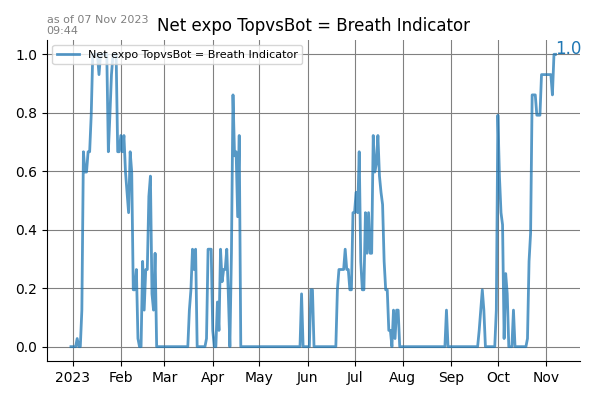 as of 07 Nov 2023
09:44
Net expo TopvsBot = Breath Indicator
1.0
Net expo TopvsBot = Breath Indicator
1.0
0.8
0.6
0.4
0.2
0.0
2023 Feb Mar Apr May Jun Jul Aug Sep Oct Nov